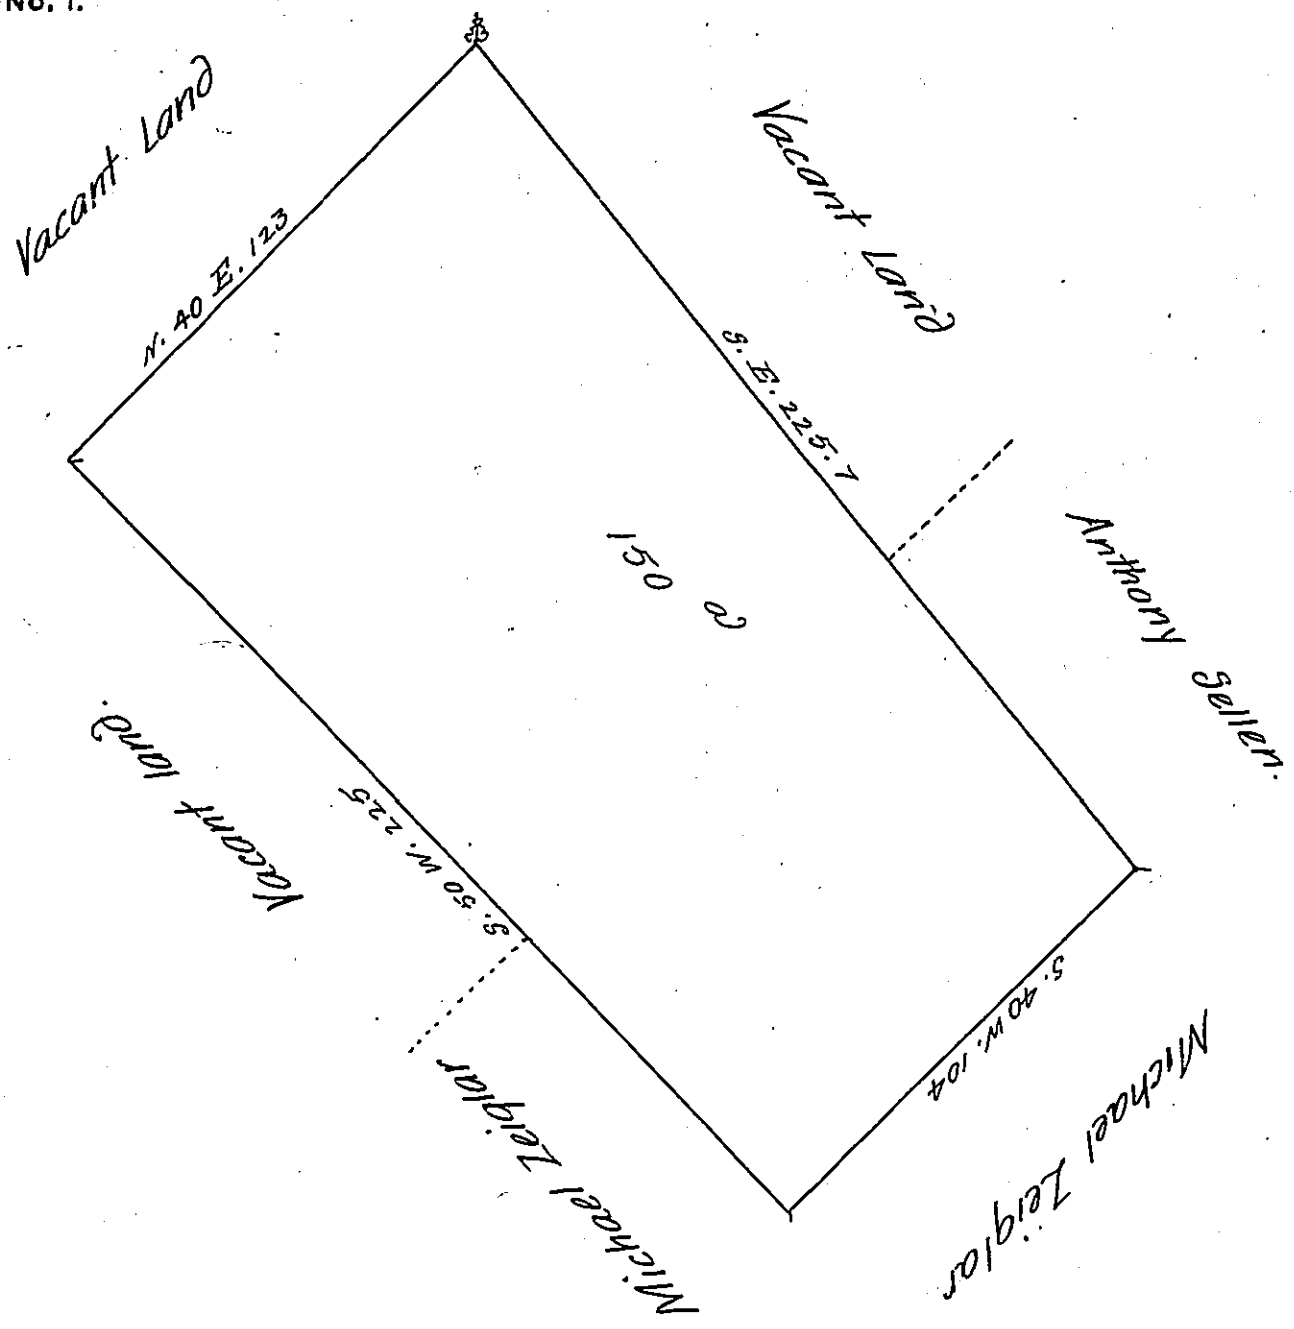 No. 1.
Vacant Land
N. 40 E. 123
Vacant Land
S. E. 225.7
150 a
Anthony Seller.
Vacant land.
S. 50 W. 225
S. 40 W. 104
Michael Zeiglar
Michael Zeiglar